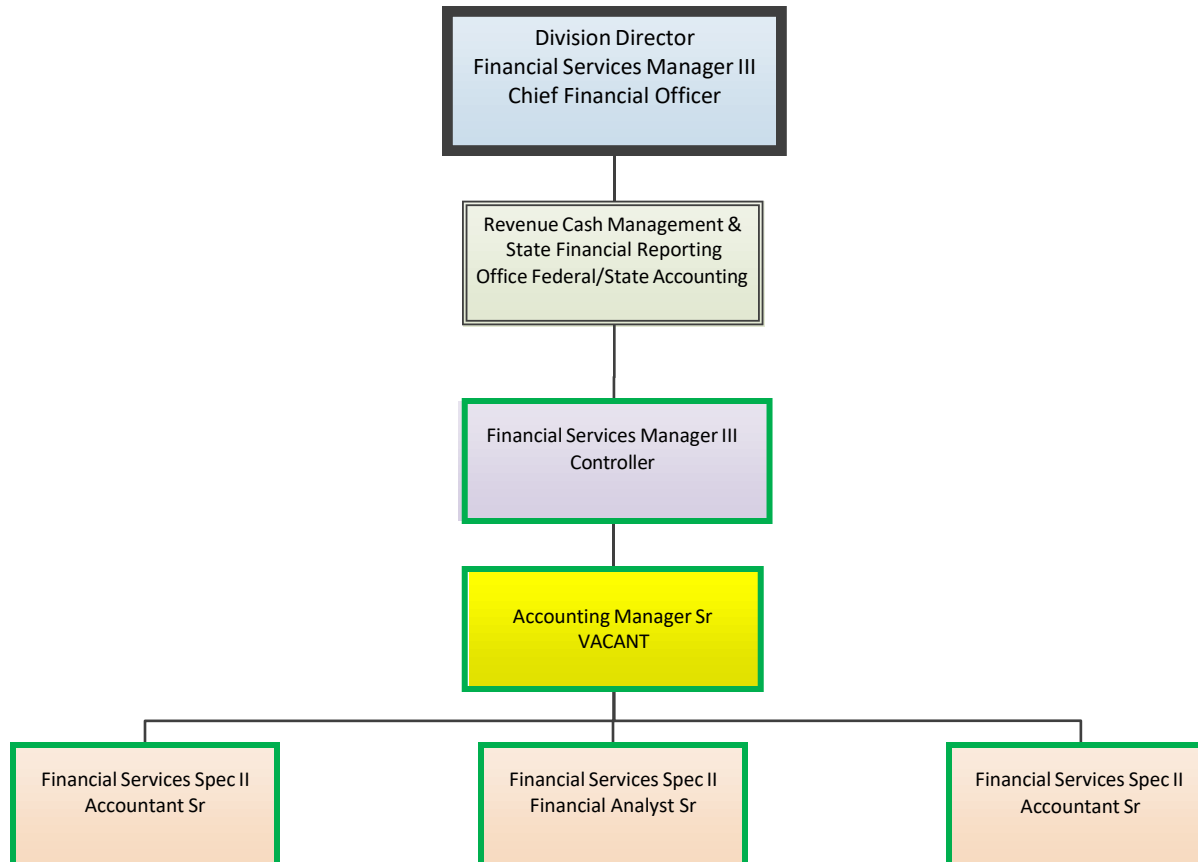 Division Director
Financial Services Manager III
Chief Financial Officer
Revenue Cash Management &
State Financial Reporting
Office Federal/State Accounting
Financial Services Manager III
Controller
Accounting Manager Sr
VACANT
Financial Services Spec II
Accountant Sr
Financial Services Spec II
Financial Analyst Sr
Financial Services Spec II
Accountant Sr